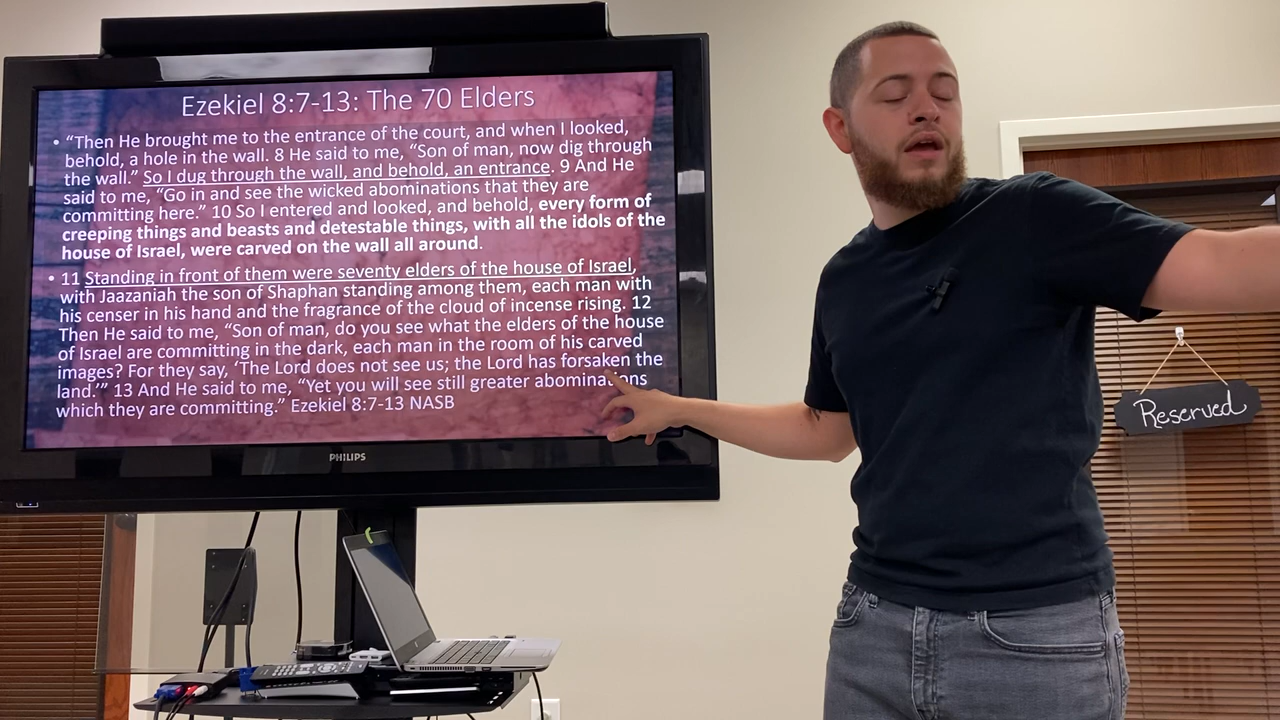 Ezekiel 8:7-13: The 70 Elders
• “Then He brought me to the entrance of the court, and when I looked,
behold, a hole in the wall. 8 He said to me, “Son of man, now dig through
the wall.” So I dug through the wall, and behold, an entrance. 9 And He
said to me, “Go in and see the wicked abominations that they are
committing here.” 10 So I entered and looked, and behold, every form of
creeping things and beasts and detestable things, with all the idols of the
house of Israel, were carved on the wall all around.
• 11 Standing in front of them were seventy elders of the house of Israel,
with Jaazaniah the son of Shaphan standing among them, each man with
his censer in his hand and the fragrance of the cloud of incense rising. 12
Then He said to me, “Son of man, do you see what the elders of the house
of Israel are committing in the dark, each man in the room of his carved
images? For they say, ‘The Lord does not see us; the Lord has forsaken the
land.’” 13 And He said to me, “Yet you will see still greater abominations
which they are committing.” Ezekiel 8:7-13 NASB
PHILIPS
Reserved